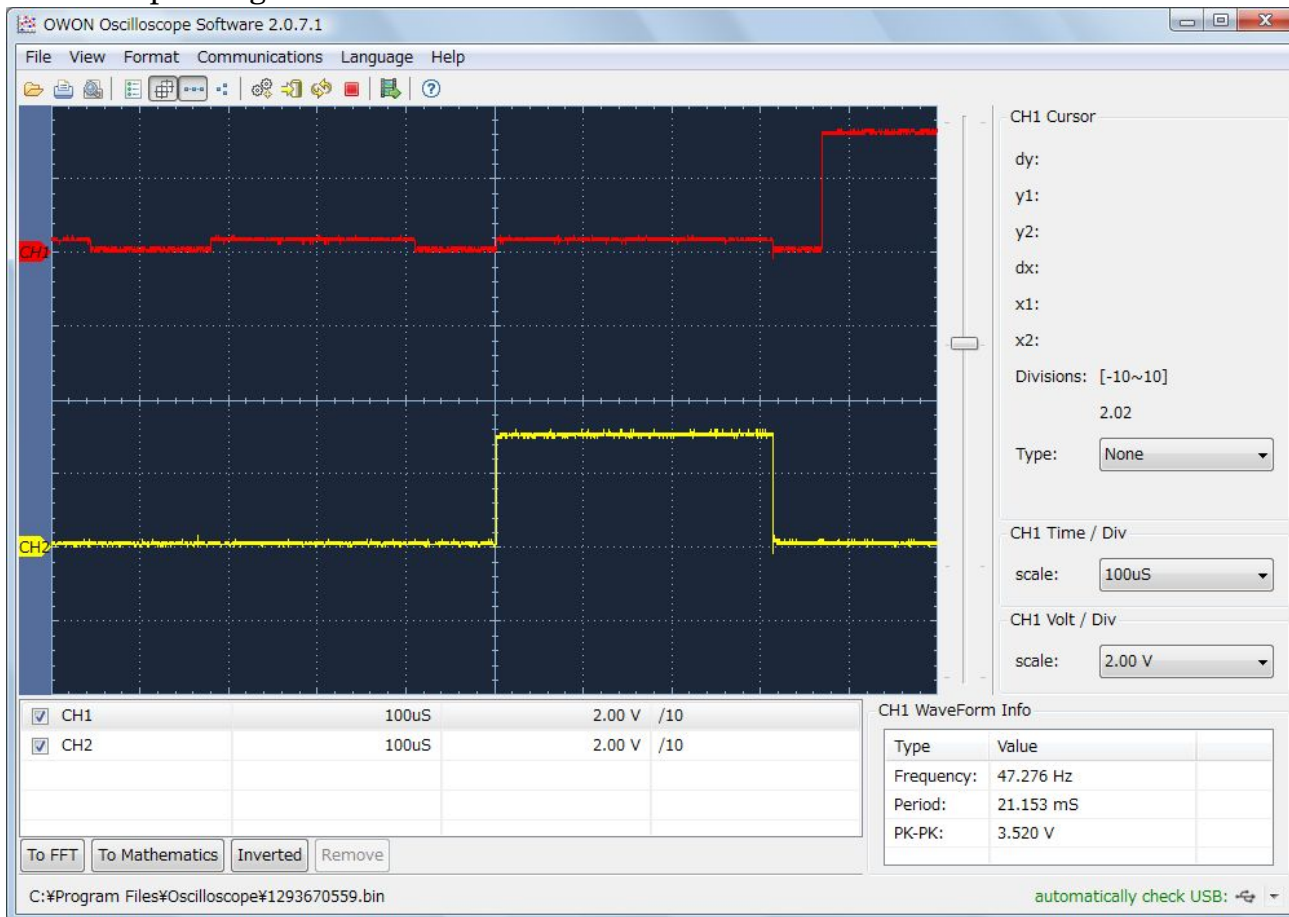 OWON Oscilloscope Software 2.0.7.1
File View Format Communications Language Help
CH1 Cursor
dy:
y1:
y2:
dx:
x1:
x2:
Divisions: [-10~10]
2.02
Type: None
CH1
CH2
CH1 Time / Div
scale: 100uS
CH1 Volt / Div
scale: 2.00 V
CH1 100uS 2.00 V /10
CH2 100uS 2.00 V /10
CH1 WaveForm Info
Type Value
Frequency: 47.276 Hz
Period: 21.153 mS
PK-PK: 3.520 V
To FFT To Mathematics Inverted Remove
C:¥Program Files¥Oscilloscope¥1293670559.bin
automatically check USB: